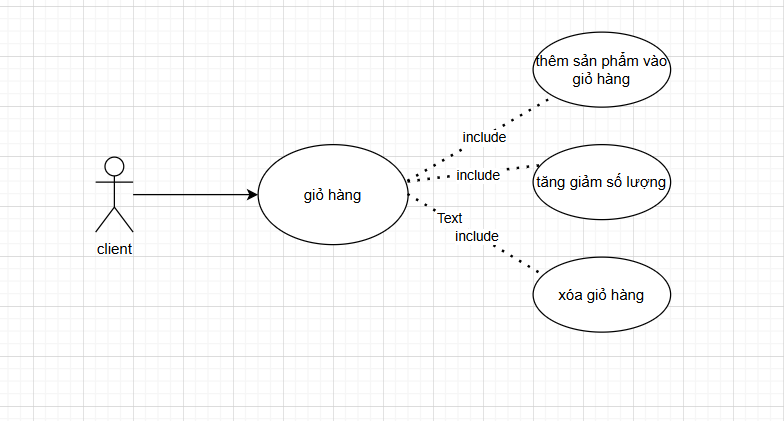 thêm sản phẩm vào
giỏ hàng
include
include
tăng giảm số lượng
giỏ hàng
Text
include
client
xóa giỏ hàng